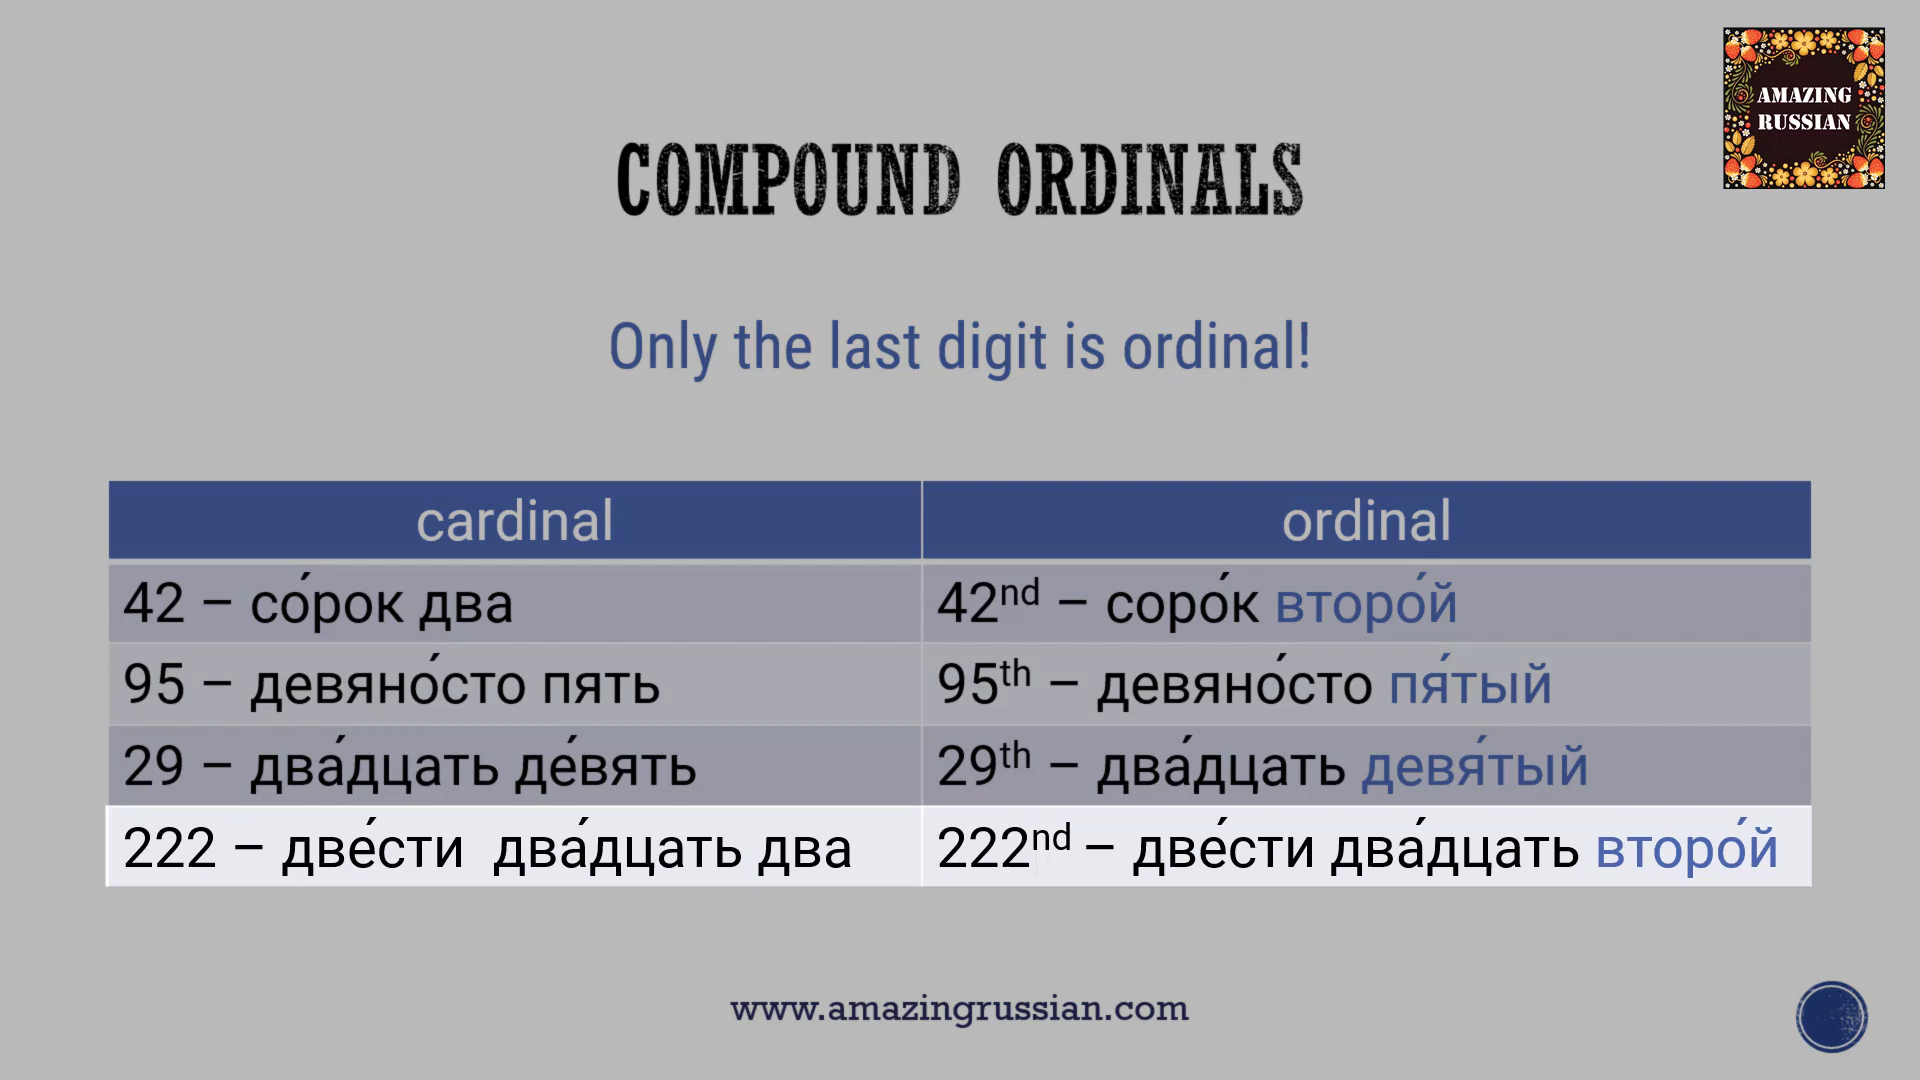 AMAZING
RUSSIAN
COMPOUND ORDINALS
Only the last digit is ordinal!
cardinal ordinal
42 – со́рок два 42nd – соро́к второ́й
95 – девяно́сто пять 95th – девяно́сто пя́тый
29 – два́дцать де́вять 29th – два́дцать девя́тый
222 – две́сти два́дцать два 222nd – две́сти два́дцать второ́й
www.amazingrussian.com